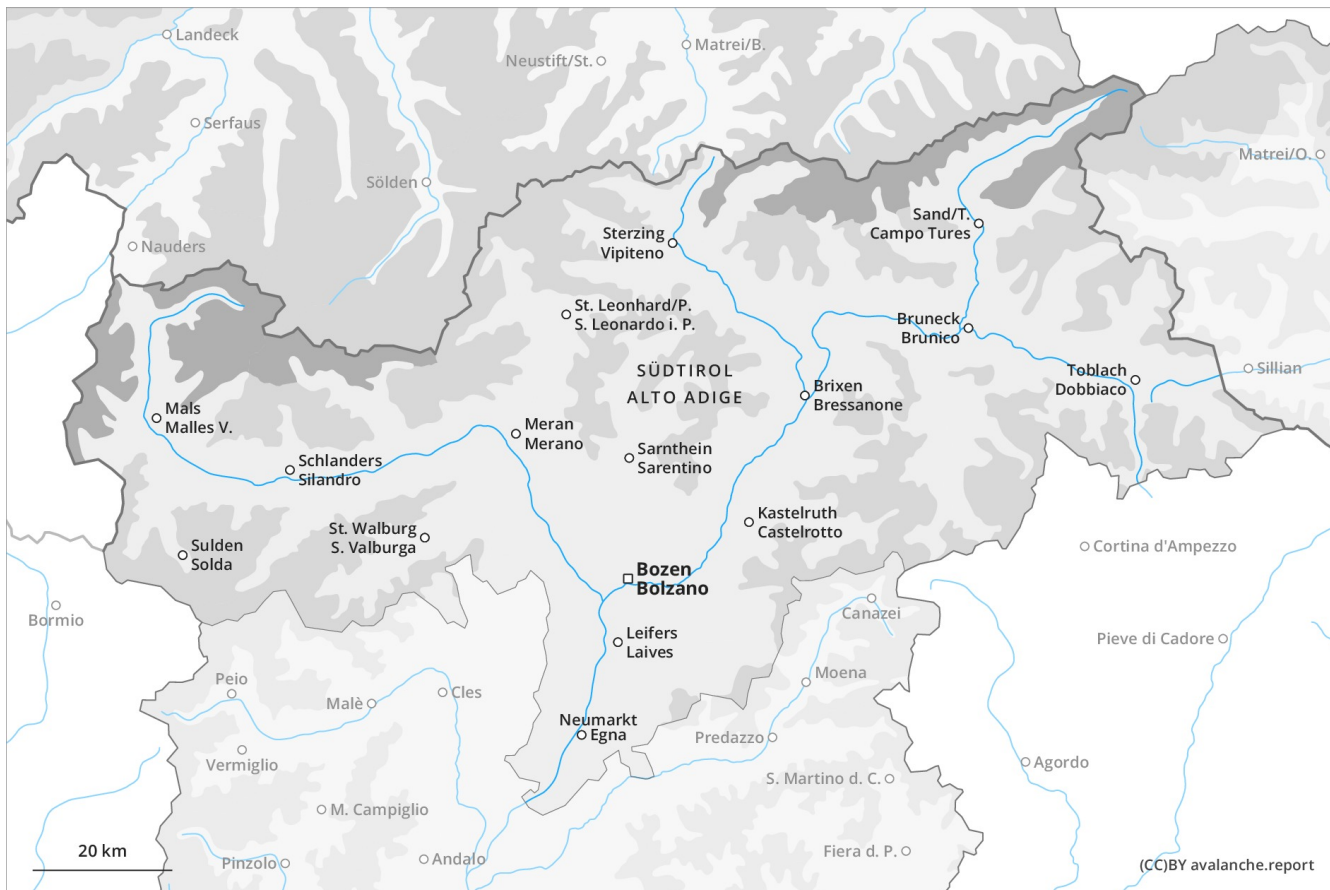 Landeck
Matrei/B.
Neustift/St.
Serfaus
Matrei/O.
Sölden
Sand/T.
Campo Tures
Nauders
Sterzing
Vipiteno
St. Leonhard/P.
S. Leonardo i. P.
Bruneck
Brunico
SÜDTIROL
ALTO ADIGE
Toblach
Dobbiaco
Sillian
Brixen
Bressanone
Mals
Malles V.
Meran
Merano
Sarnthein
Sarentino
Schlanders
Silandro
St. Walburg
S. Valburga
Kastelruth
Castelrotto
Sulden
Solda
Cortina d'Ampezzo
Bozen
Bolzano
Bormio
Canazei
Leifers
Laives
Pieve di Cadore
Peio
Moena
Malè
Cles
Neumarkt
Egna
Predazzo
Vermiglio
Agordo
S. Martino d. C.
M. Campiglio
20 km
Pinzolo
Andalo
Fiera d. P.
(CC)BY avalanche.report